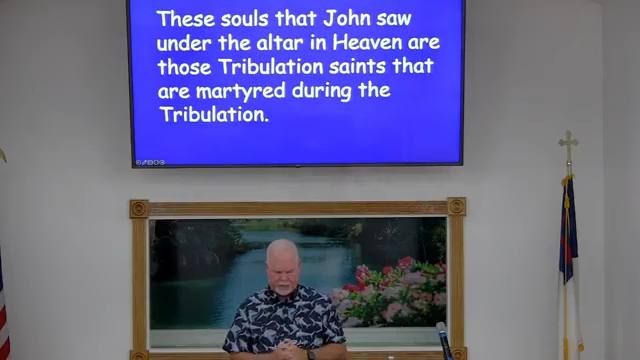 These souls that John saw
under the altar in Heaven are
those Tribulation saints that
are martyred during the
Tribulation.